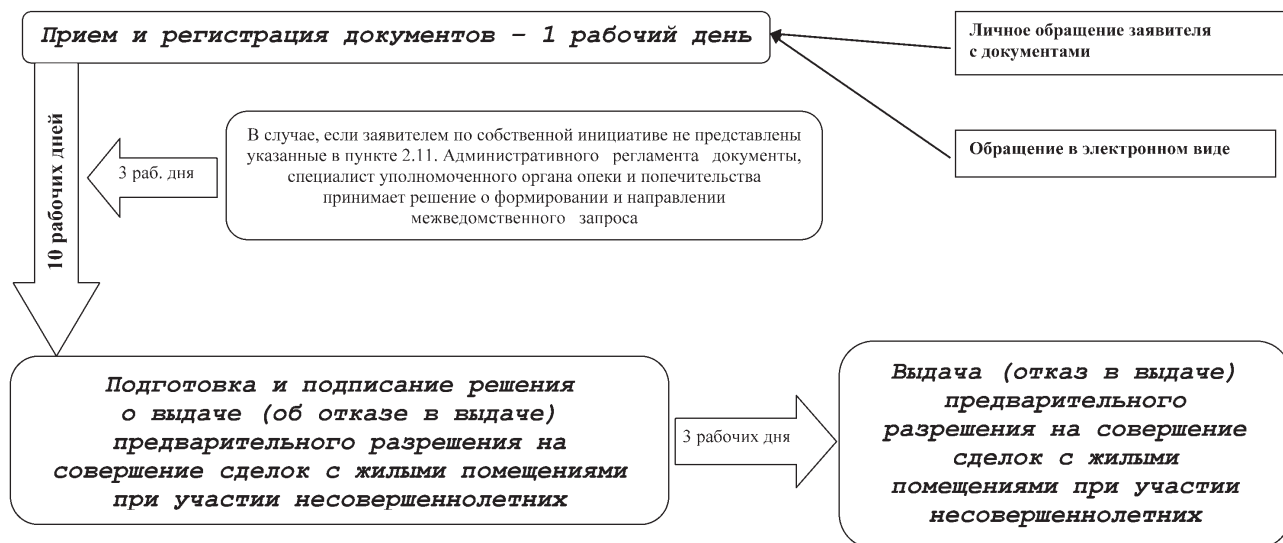 Прием и регистрация документов – 1 рабочий день
Личное обращение заявителя
с документами
Обращение в электронном виде
10 рабочих дней
3 раб. дня
В случае, если заявителем по собственной инициативе не представлены
указанные в пункте 2.11. Административного регламента документы,
специалист уполномоченного органа опеки и попечительства
принимает решение о формировании и направлении
межведомственного запроса
Подготовка и подписание решения
о выдаче (об отказе в выдаче)
предварительного разрешения на
совершение сделок с жилыми помещениями
при участии несовершеннолетних
3 рабочих дня
Выдача (отказ в выдаче)
предварительного
разрешения на совершение
сделок с жилыми
помещениями при участии
несовершеннолетних